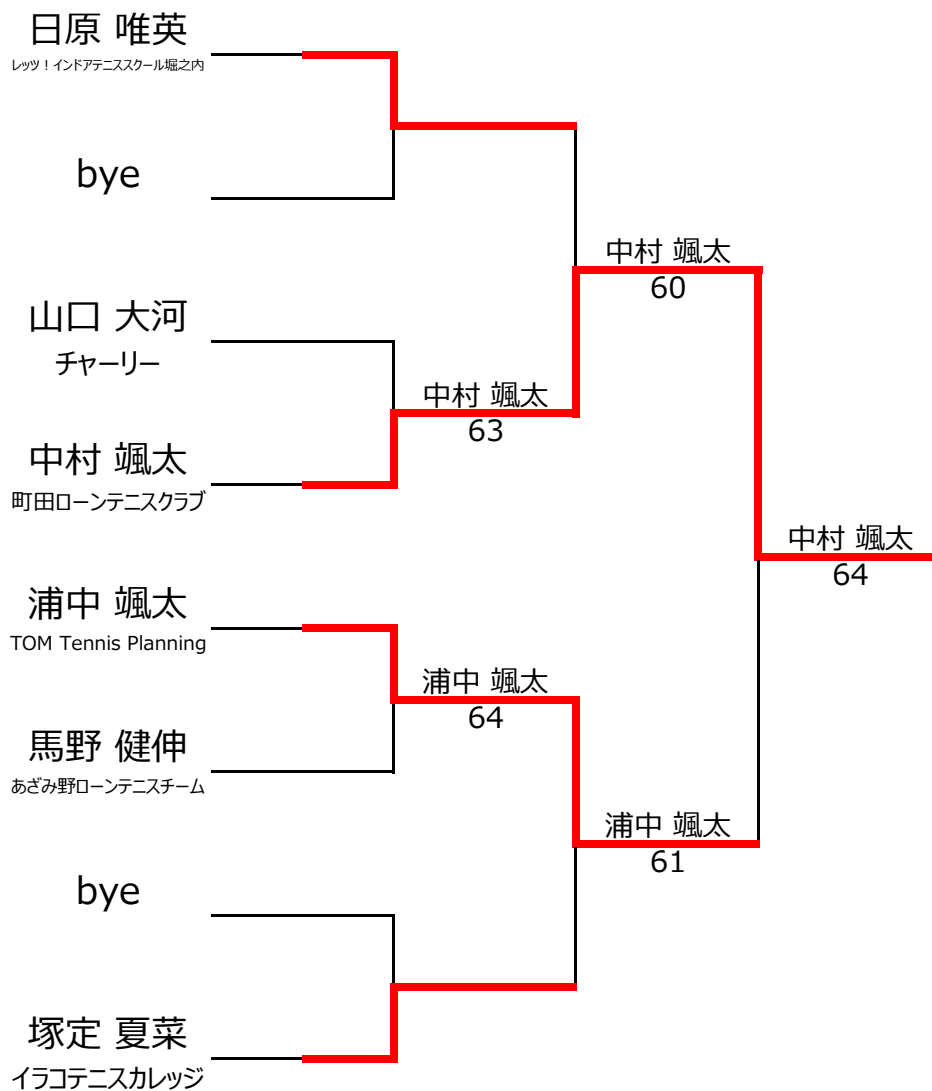 日原 唯英
レッツ！インドアテニススクール堀之内
bye
山口 大河
チャーリー
中村 颯太
町田ローンテニスクラブ
浦中 颯太
TOM Tennis Planning
馬野 健伸
あざみ野ローンテニスチーム
bye
塚定 夏菜
イラコテニスカレッジ
中村 颯太
63
浦中 颯太
64
中村 颯太
60
浦中 颯太
61
中村 颯太
64